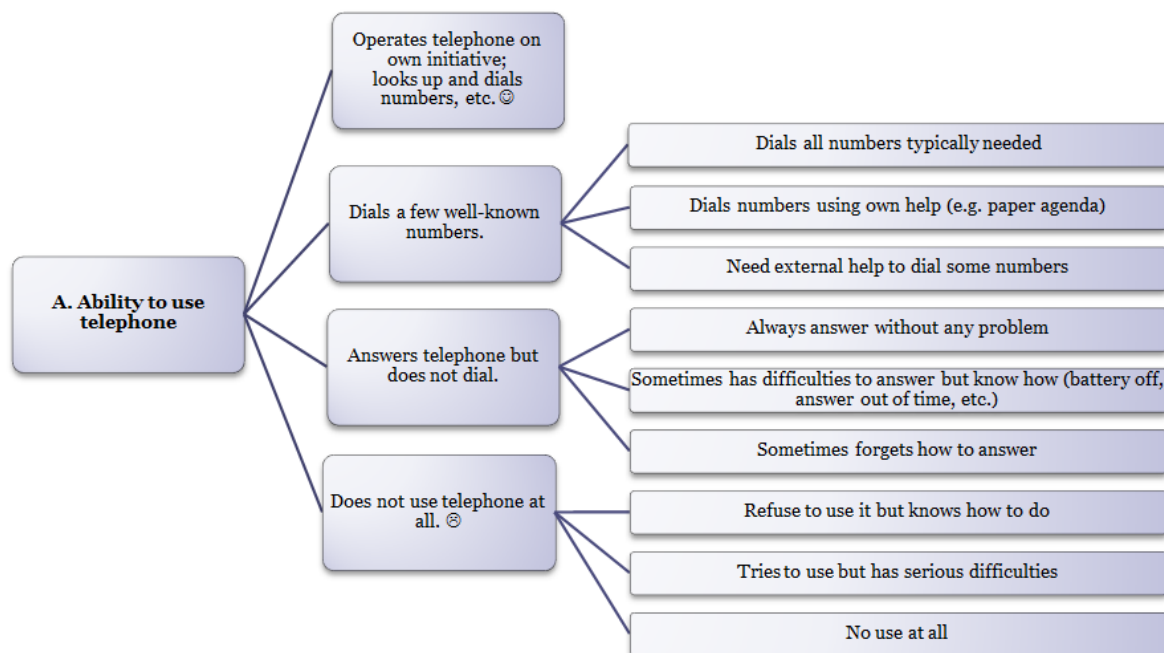 Operates telephone on
own initiative;
looks up and dials
numbers, etc. ☺
Dials all numbers typically needed
Dials a few well-known
numbers.
Dials numbers using own help (e.g. paper agenda)
Need external help to dial some numbers
A. Ability to use
telephone
Answers telephone but
does not dial.
Always answer without any problem
Sometimes has difficulties to answer but know how (battery off,
answer out of time, etc.)
Sometimes forgets how to answer
Does not use telephone at
all. ☹
Refuse to use it but knows how to do
Tries to use but has serious difficulties
No use at all